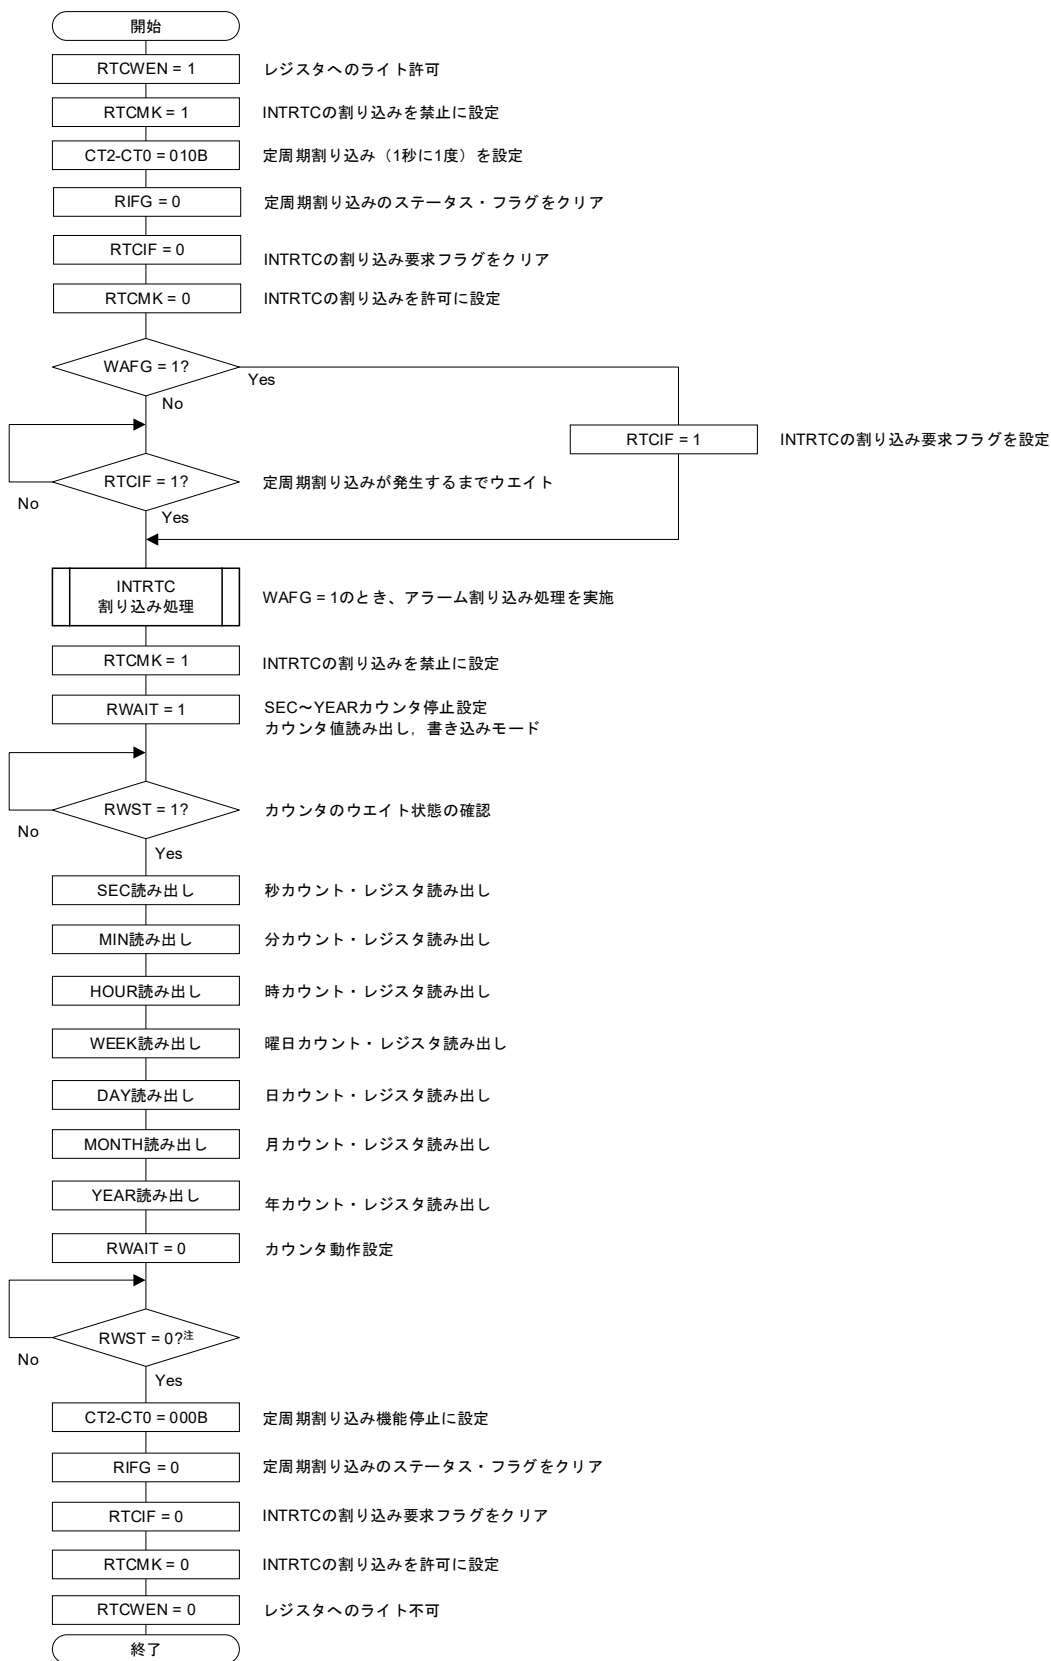 開始
RTCWEN = 1
レジスタへのライト許可
RTCMK = 1
INTRTCの割り込みを禁止に設定
CT2-CT0 = 010B
定周期割り込み（1秒に1度）を設定
RIFG = 0
定周期割り込みのステータス・フラグをクリア
RTCIF = 0
INTRTCの割り込み要求フラグをクリア
RTCMK = 0
INTRTCの割り込みを許可に設定
WAFG = 1?
Yes
No
RTCIF = 1
INTRTCの割り込み要求フラグを設定
RTCIF = 1?
定周期割り込みが発生するまでウエイト
No
Yes
INTRTC
割り込み処理
WAFG = 1のとき、アラーム割り込み処理を実施
RTCMK = 1
INTRTCの割り込みを禁止に設定
RWAIT = 1
SEC～YEARカウンタ停止設定
カウンタ値読み出し，書き込みモード
RWST = 1?
カウンタのウエイト状態の確認
No
Yes
SEC読み出し
秒カウント・レジスタ読み出し
MIN読み出し
分カウント・レジスタ読み出し
HOUR読み出し
時カウント・レジスタ読み出し
WEEK読み出し
曜日カウント・レジスタ読み出し
DAY読み出し
日カウント・レジスタ読み出し
MONTH読み出し
月カウント・レジスタ読み出し
YEAR読み出し
年カウント・レジスタ読み出し
RWAIT = 0
カウンタ動作設定
RWST = 0?注
No
Yes
CT2-CT0 = 000B
定周期割り込み機能停止に設定
RIFG = 0
定周期割り込みのステータス・フラグをクリア
RTCIF = 0
INTRTCの割り込み要求フラグをクリア
RTCMK = 0
INTRTCの割り込みを許可に設定
RTCWEN = 0
レジスタへのライト不可
終了